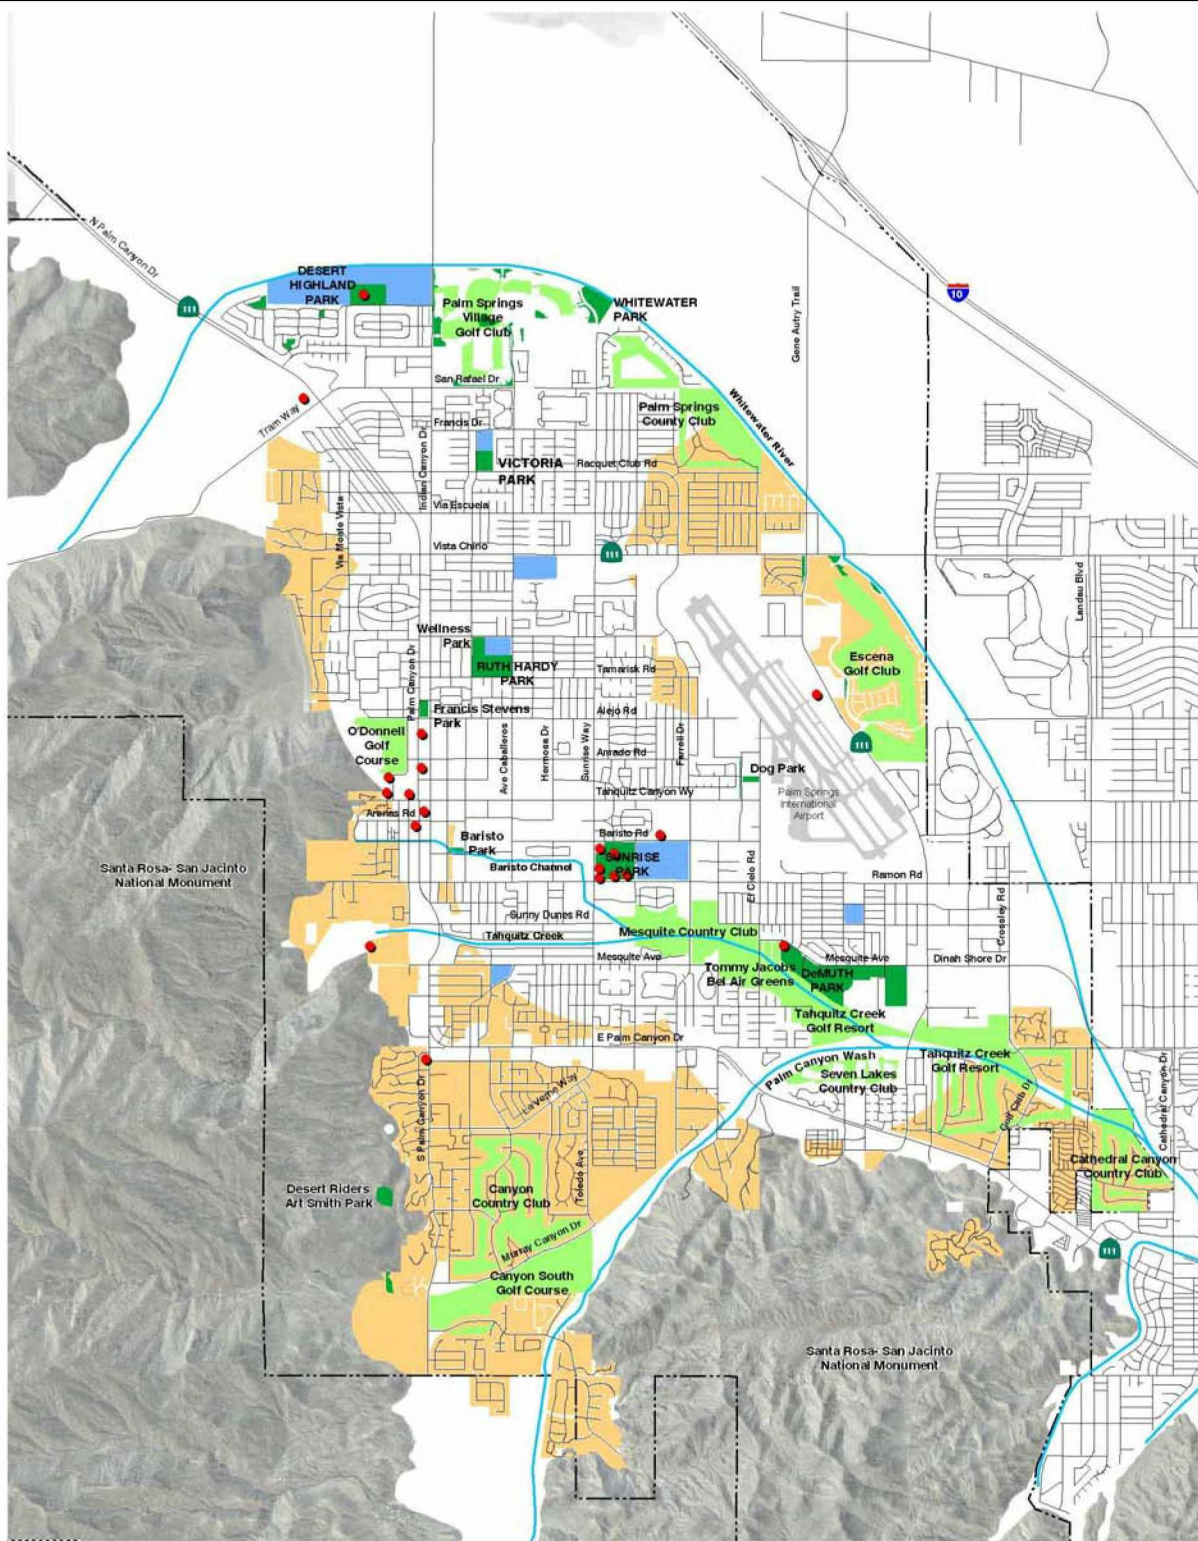 N Palm Canyon Dr
111
DESERT
HIGHLAND
PARK
Palm Springs
Village
Golf Club
WHITEWATER
PARK
10
Gene Autry Trail
San Rafael Dr
Tram Way
Francis Dr
Indian Canyon Dr
Palm Springs
County Club
Whitewater River
VICTORIA
PARK
Racquet Club Rd
Via Escuela
Via Monte Vista
Vista Chino
111
Landau Blvd
Wellness
Park
RUTH HARDY
PARK
Tamarisk Rd
Escena
Golf Club
Palm Canyon Dr
Francis Stevens
Park
Alejo Rd
O'Donnell
Golf
Course
Ave Caballeros
Hermosa Dr
Sunrise Way
Amado Rd
Farrell Dr
111
Dog Park
Tahquitz Canyon Wy
Palm Springs
International
Airport
Arenas Rd
Baristo
Park
Baristo Rd
Baristo Channel
SUNRISE
PARK
El Cielo Rd
Ramon Rd
Santa Rosa- San Jacinto
National Monument
Sunny Dunes Rd
Crossley Rd
Tahquitz Creek
Mesquite Country Club
Mesquite Ave
Mesquite Ave
Dinah Shore Dr
Tommy Jacobs
Bel Air Greens
DeMUTH
PARK
Tahquitz Creek
Golf Resort
E Palm Canyon Dr
Palm Canyon Wash
Tahquitz Creek
Golf Resort
Seven Lakes
Country Club
La Verne Way
S Palm Canyon Dr
Golf Club Dr
Cathedral Canyon Dr
Cathedral Canyon
Country Club
Toledo Ave
Desert Riders
Art Smith Park
Canyon
Country Club
Murray Canyon Dr
111
Canyon South
Golf Course
Santa Rosa- San Jacinto
National Monument